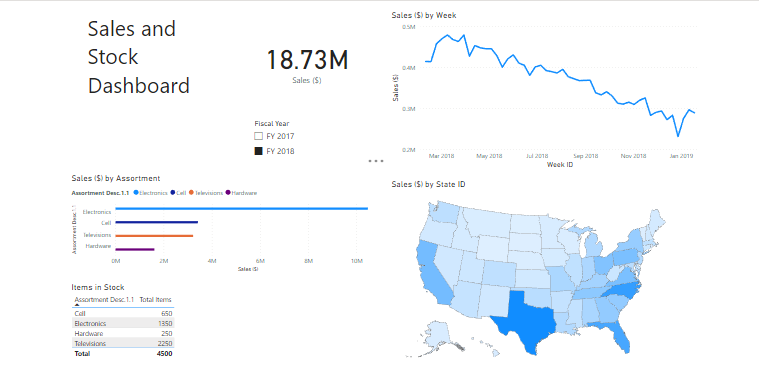 Sales and
Stock
Dashboard
18.73M
Sales ($)
Fiscal Year
FY 2017
FY 2018
Sales ($) by Week
0.5M
0.4M
0.3M
0.2M
Sales ($)
Mar 2018 May 2018 Jul 2018 Sep 2018 Nov 2018 Jan 2019
Week ID
Sales ($) by Assortment
Assortment Desc.1.1 Electronics Cell Televisions Hardware
Assortment Desc.1.1
Electronics
Cell
Televisions
Hardware
0M 2M 4M 6M 8M 10M
Sales ($)
Sales ($) by State ID
Items in Stock
Assortment Desc.1.1 Total Items
Cell 650
Electronics 1350
Hardware 250
Televisions 2250
Total 4500